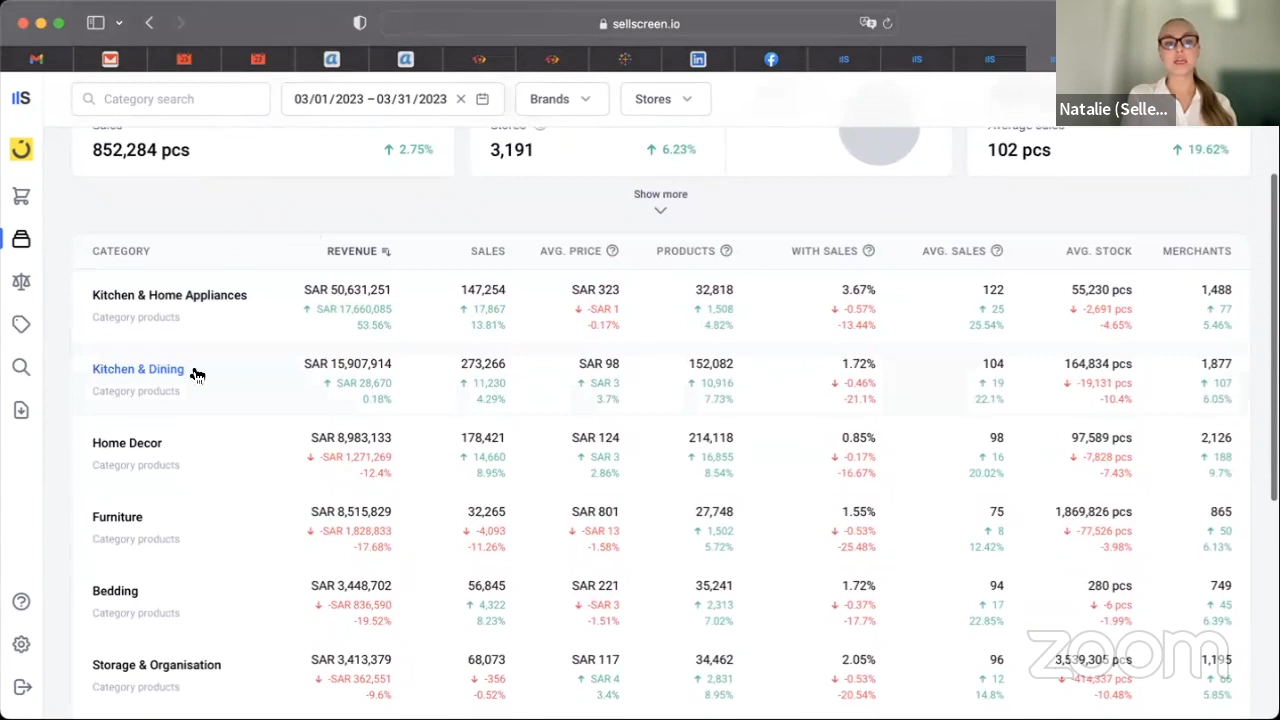 sellscreen.io
Natalie (Selle...
Category search
03/01/2023 – 03/31/2023
Brands
Stores
Sales
852,284 pcs
2.75%
Stores
3,191
6.23%
Average Sales
102 pcs
19.62%
Show more
CATEGORY REVENUE SALES AVG. PRICE PRODUCTS WITH SALES AVG. SALES AVG. STOCK MERCHANTS
Kitchen & Home Appliances SAR 50,631,251 147,254 SAR 323 32,818 3.67% 122 55,230 pcs 1,488
Category products SAR 17,660,085 17,867 -SAR 1 1,508 -0.57% 25 -2,691 pcs 77
53.56% 13.81% -0.17% 4.82% -13.44% 25.54% -4.65% 5.46%
Kitchen & Dining SAR 15,907,914 273,266 SAR 98 152,082 1.72% 104 164,834 pcs 1,877
Category products SAR 28,670 11,230 SAR 3 10,916 -0.46% 19 -19,131 pcs 107
0.18% 4.29% 3.7% 7.73% -21.1% 22.1% -10.4% 6.05%
Home Decor SAR 8,983,133 178,421 SAR 124 214,118 0.85% 98 97,589 pcs 2,126
Category products -SAR 1,271,269 14,660 SAR 3 16,855 -0.17% 16 -7,828 pcs 188
-12.4% 8.95% 2.86% 8.54% -16.67% 20.02% -7.43% 9.7%
Furniture SAR 8,515,829 32,265 SAR 801 27,748 1.55% 75 1,869,826 pcs 865
Category products -SAR 1,828,833 -4,093 -SAR 13 1,502 -0.53% 8 -77,526 pcs 50
-17.68% -11.26% -1.58% 5.72% -25.48% 12.42% -3.98% 6.13%
Bedding SAR 3,448,702 56,845 SAR 221 35,241 1.72% 94 280 pcs 749
Category products -SAR 836,590 4,322 -SAR 3 2,313 -0.37% 17 -6 pcs 45
-19.52% 8.23% -1.51% 7.02% -17.7% 22.85% -1.99% 6.39%
Storage & Organisation SAR 3,413,379 68,073 SAR 117 34,462 2.05% 96 3,539,305 pcs 1,195
Category products -SAR 362,551 -356 SAR 4 2,831 -0.53% 12 -414,337 pcs 66
-9.6% -0.52% 3.4% 8.95% -20.54% 14.8% -10.48% 5.85%
zoom